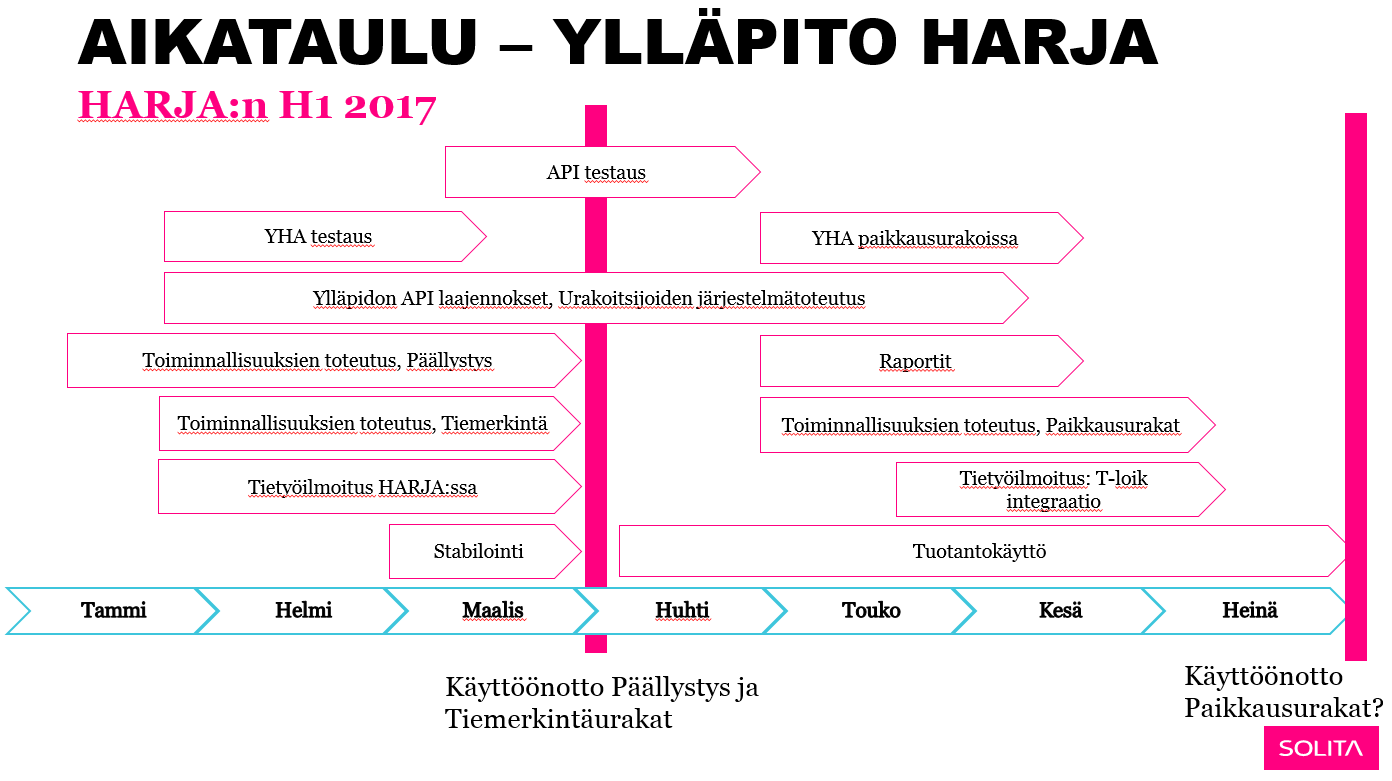 AIKATAULU – YLLÄPITO HARJA
HARJA:n H1 2017
API testaus
YHA testaus
YHA paikkausurakoissa
Ylläpidon API laajennokset, Urakoitsijoiden järjestelmätoteutus
Toiminnallisuuksien toteutus, Päällystys
Raportit
Toiminnallisuuksien toteutus, Tiemerkintä
Toiminnallisuuksien toteutus, Paikkausurakat
Tietyöilmoitus HARJA:ssa
Tietyöilmoitus: T-loik
integraatio
Stabilointi
Tuotantokäyttö
Tammi
Helmi
Maalis
Huhti
Touko
Kesä
Heinä
Käyttöönotto Päällystys ja
Tiemerkintäurakat
Käyttöönotto
Paikkausurakat?
SOLITA